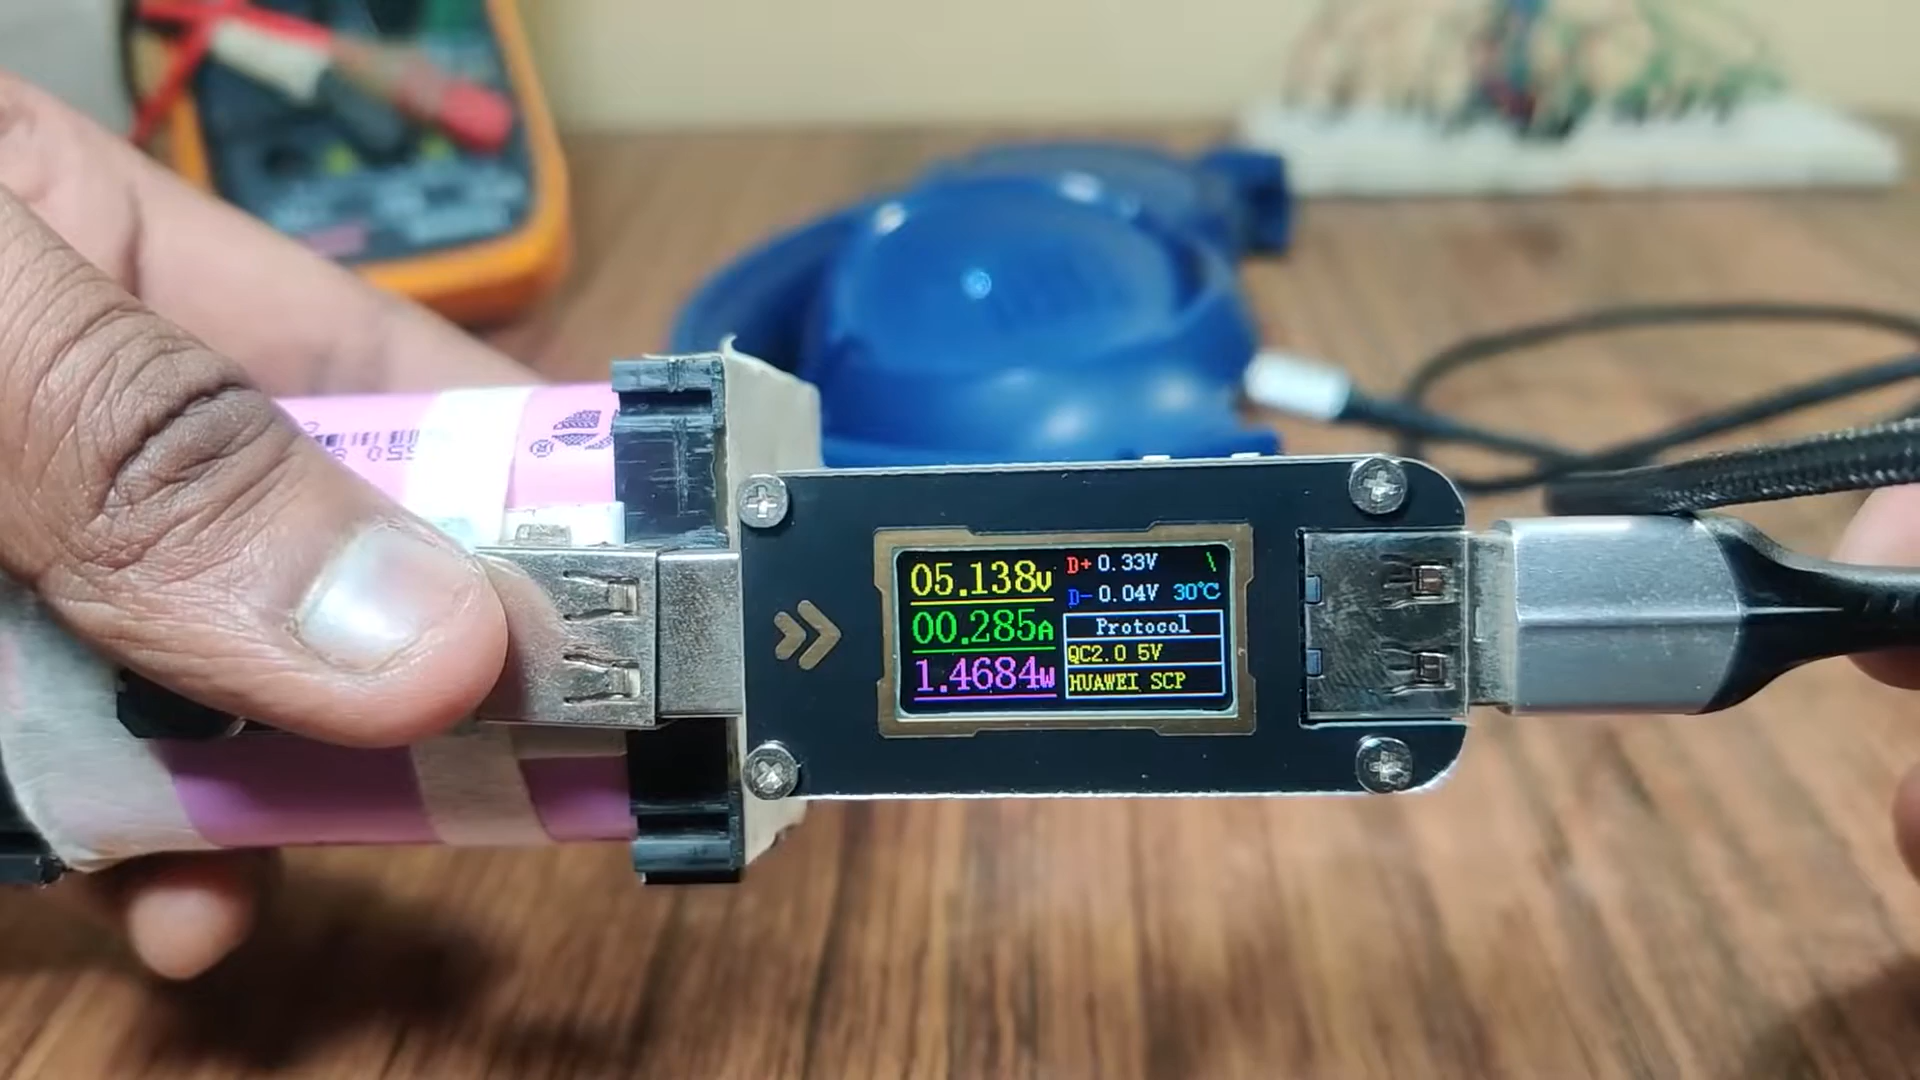 05.138V
00.285A
1.4684W
D+ 0.33V
D- 0.04V 30℃
Protocol
QC2.0 5V
HUAWEI SCP